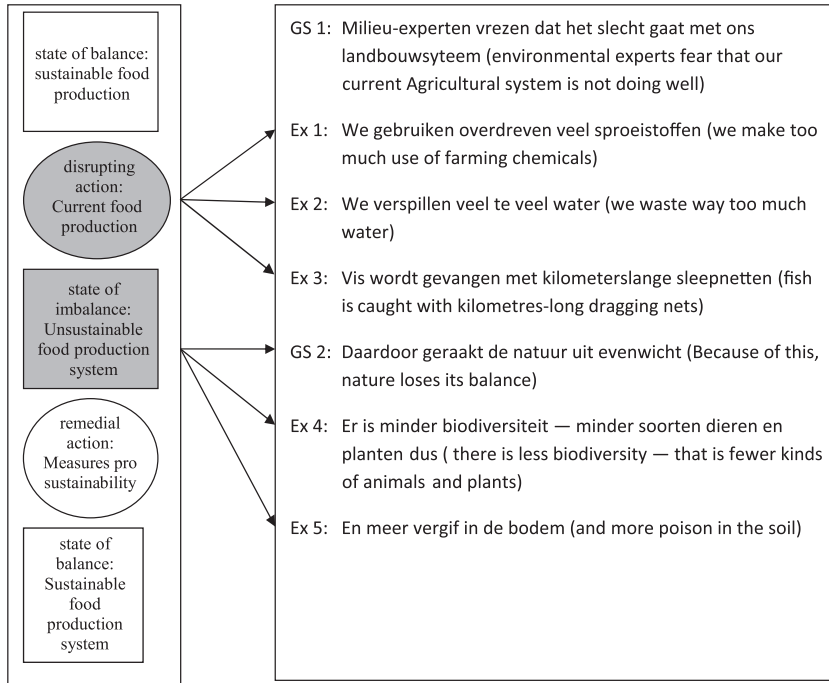 state of balance:
sustainable food
production
disrupting
action:
Current food
production
state of
imbalance:
Unsustainable
food production
system
remedial
action:
Measures pro
sustainability
state of
balance:
Sustainable
food
production
system
GS 1: Milieu-experten vrezen dat het slecht gaat met ons
landbouwsyteem (environmental experts fear that our
current Agricultural system is not doing well)
Ex 1: We gebruiken overdreven veel sproeistoffen (we make too
much use of farming chemicals)
Ex 2: We verspillen veel te veel water (we waste way too much
water)
Ex 3: Vis wordt gevangen met kilometerslange sleepnetten (fish
is caught with kilometres-long dragging nets)
GS 2: Daardoor geraakt de natuur uit evenwicht (Because of this,
nature loses its balance)
Ex 4: Er is minder biodiversiteit — minder soorten dieren en
planten dus ( there is less biodiversity — that is fewer kinds
of animals and plants)
Ex 5: En meer vergif in de bodem (and more poison in the soil)